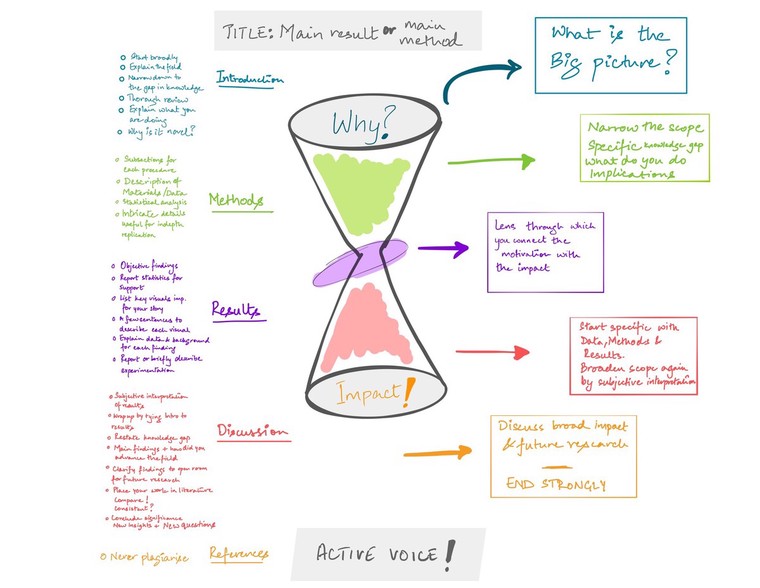 TITLE: Main result or main method
Introduction
Start broadly
Explain the field
Narrow down to
the gap in knowledge
Thorough review
Explain what you
are doing
Why is it novel?
Methods
Subsections for
each procedure
Description of
Materials/Data
Statistical analysis
Intricate details
useful for indepth
replication
Results
Objective findings
Report statistics for
support
List key visuals imp.
for your story
A few sentences to
describe each visual
Explain data & background
for each finding
Report or briefly describe
experimentation
Discussion
Subjective interpretation
of results
Wrap up by tying Intro to
results
Restate knowledge gap
Main findings + how did you
advance the field
Clarify findings to open room
for future research
Place your work in literature
Compare!
Consistent?
Conclude significance
New Insights + New questions
References
Never plagiarise
Why?
Impact!
What is the
Big picture?
Narrow the scope
Specific knowledge gap
What do you do
Implications
Lens through which
you connect the
motivation with
the impact
Start specific with
Data, Methods &
Results.
Broaden scope again
by subjective interpretation
Discuss broad impact
& future research
END STRONGLY
ACTIVE VOICE!